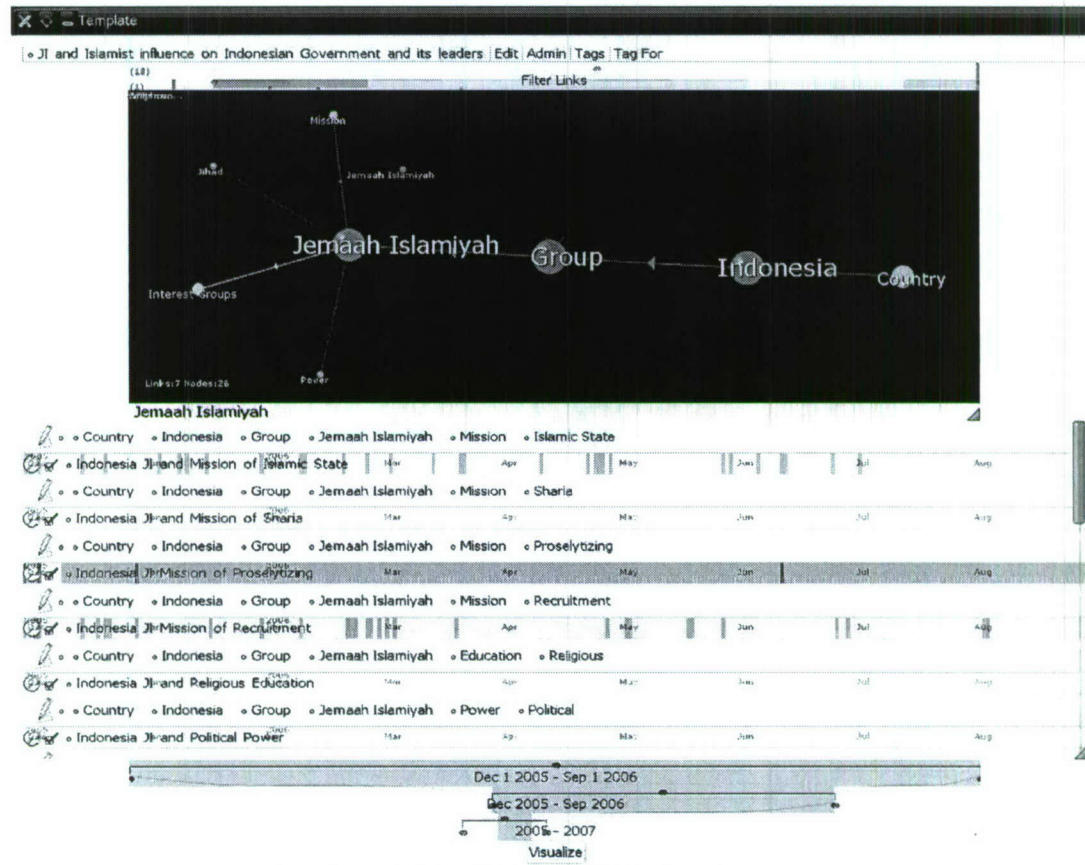 Template
JI and Islamist influence on Indonesian Government and its leaders Edit Admin Tags Tag For
(10)
(1) Filter Links
Mission
Jihad Jemaah Islamiyah
Jemaah Islamiyah Group Indonesia Country
Interest Groups
Power
Links:7 Nodes:26
Jemaah Islamiyah
Country Indonesia Group Jemaah Islamiyah Mission Islamic State
Indonesia JI and Mission of Islamic State Mar Apr May Jun Jul Aug
Country Indonesia Group Jemaah Islamiyah Mission Sharia
Indonesia JI and Mission of Sharia Mar Apr May Jun Jul Aug
Country Indonesia Group Jemaah Islamiyah Mission Proselytizing
Indonesia JI Mission of Proselytizing Mar Apr May Jun Jul Aug
Country Indonesia Group Jemaah Islamiyah Mission Recruitment
Indonesia JI Mission of Recruitment Mar Apr May Jun Jul Aug
Country Indonesia Group Jemaah Islamiyah Education Religious
Indonesia JI and Religious Education Mar Apr May Jun Jul Aug
Country Indonesia Group Jemaah Islamiyah Power Political
Indonesia JI and Political Power Mar Apr May Jun Jul Aug
Dec 1 2005 - Sep 1 2006
Dec 2005 - Sep 2006
2005 - 2007
Visualize